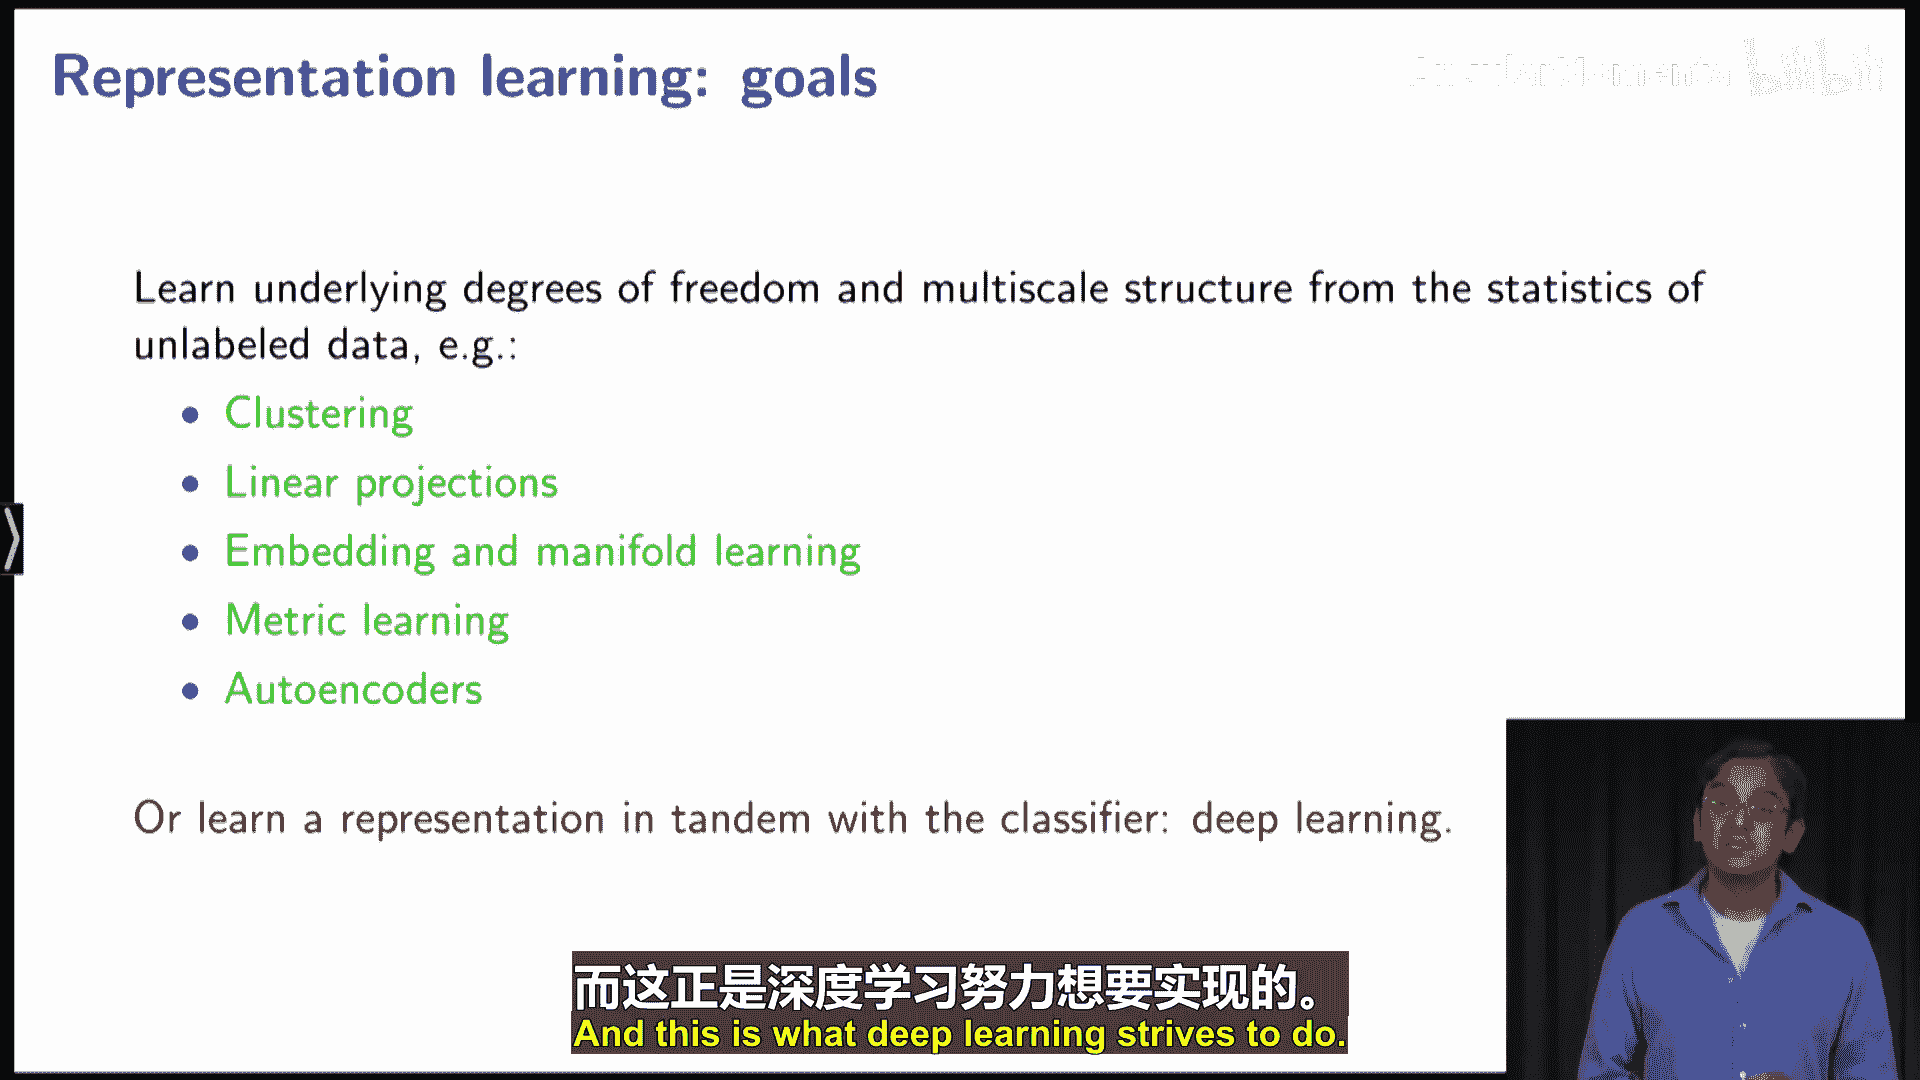 Representation learning: goals
Learn underlying degrees of freedom and multiscale structure from the statistics of
unlabeled data, e.g.:
• Clustering
• Linear projections
• Embedding and manifold learning
• Metric learning
• Autoencoders
Or learn a representation in tandem with the classifier: deep learning.
而这正是深度学习努力想要实现的。
And this is what deep learning strives to do.